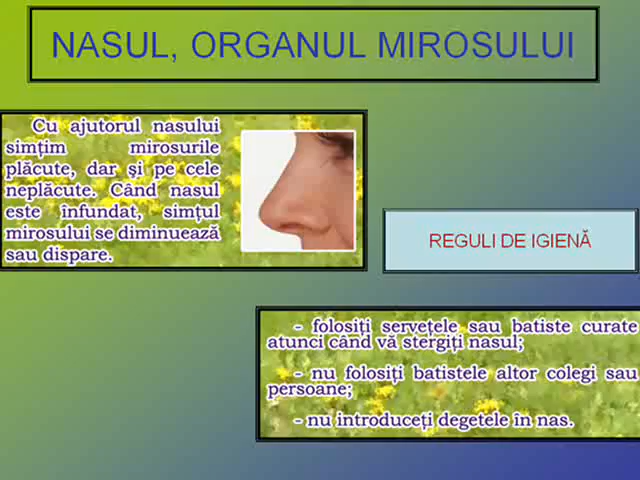 NASUL, ORGANUL MIROSULUI
Cu ajutorul nasului
simțim mirosurile
plăcute, dar și pe cele
neplăcute. Când nasul
este înfundat, simțul
mirosului se diminuează
sau dispare.
REGULI DE IGIENĂ
- folosiți servețele sau batiste curate
atunci când vă stergiți nasul;
- nu folosiți batistele altor colegi sau
persoane;
- nu introduceți degetele în nas.